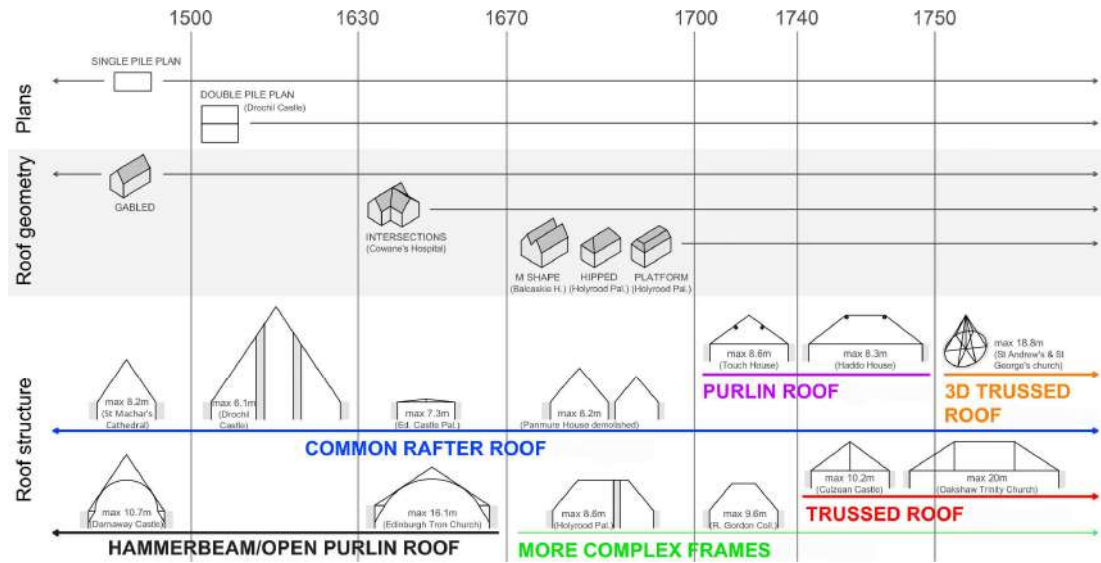 1500 1630 1670 1700 1740 1750
Plans
SINGLE PILE PLAN
DOUBLE PILE PLAN
(Drochil Castle)
Roof geometry
GABLED
INTERSECTIONS
(Cowane's Hospital)
M SHAPE HIPPED PLATFORM
(Balcaskie H.) (Holyrood Pal.) (Holyrood Pal.)
Roof structure
max 8.2m
(St Machar's
Cathedral)
max 6.1m
(Drochil
Castle)
max 7.3m
(Ed. Castle Pal.)
max 6.2m
(Panmure House demolished)
max 8.6m
(Touch House)
max 8.3m
(Haddo House)
max 18.8m
(St Andrew's & St
George's church)
PURLIN ROOF
3D TRUSSED
ROOF
COMMON RAFTER ROOF
max 10.7m
(Darnaway Castle)
max 16.1m
(Edinburgh Tron Church)
max 8.6m
(Holyrood Pal.)
max 9.6m
(R. Gordon Coll.)
max 10.2m
(Culzean Castle)
max 20m
(Oakshaw Trinity Church)
TRUSSED ROOF
HAMMERBEAM/OPEN PURLIN ROOF
MORE COMPLEX FRAMES